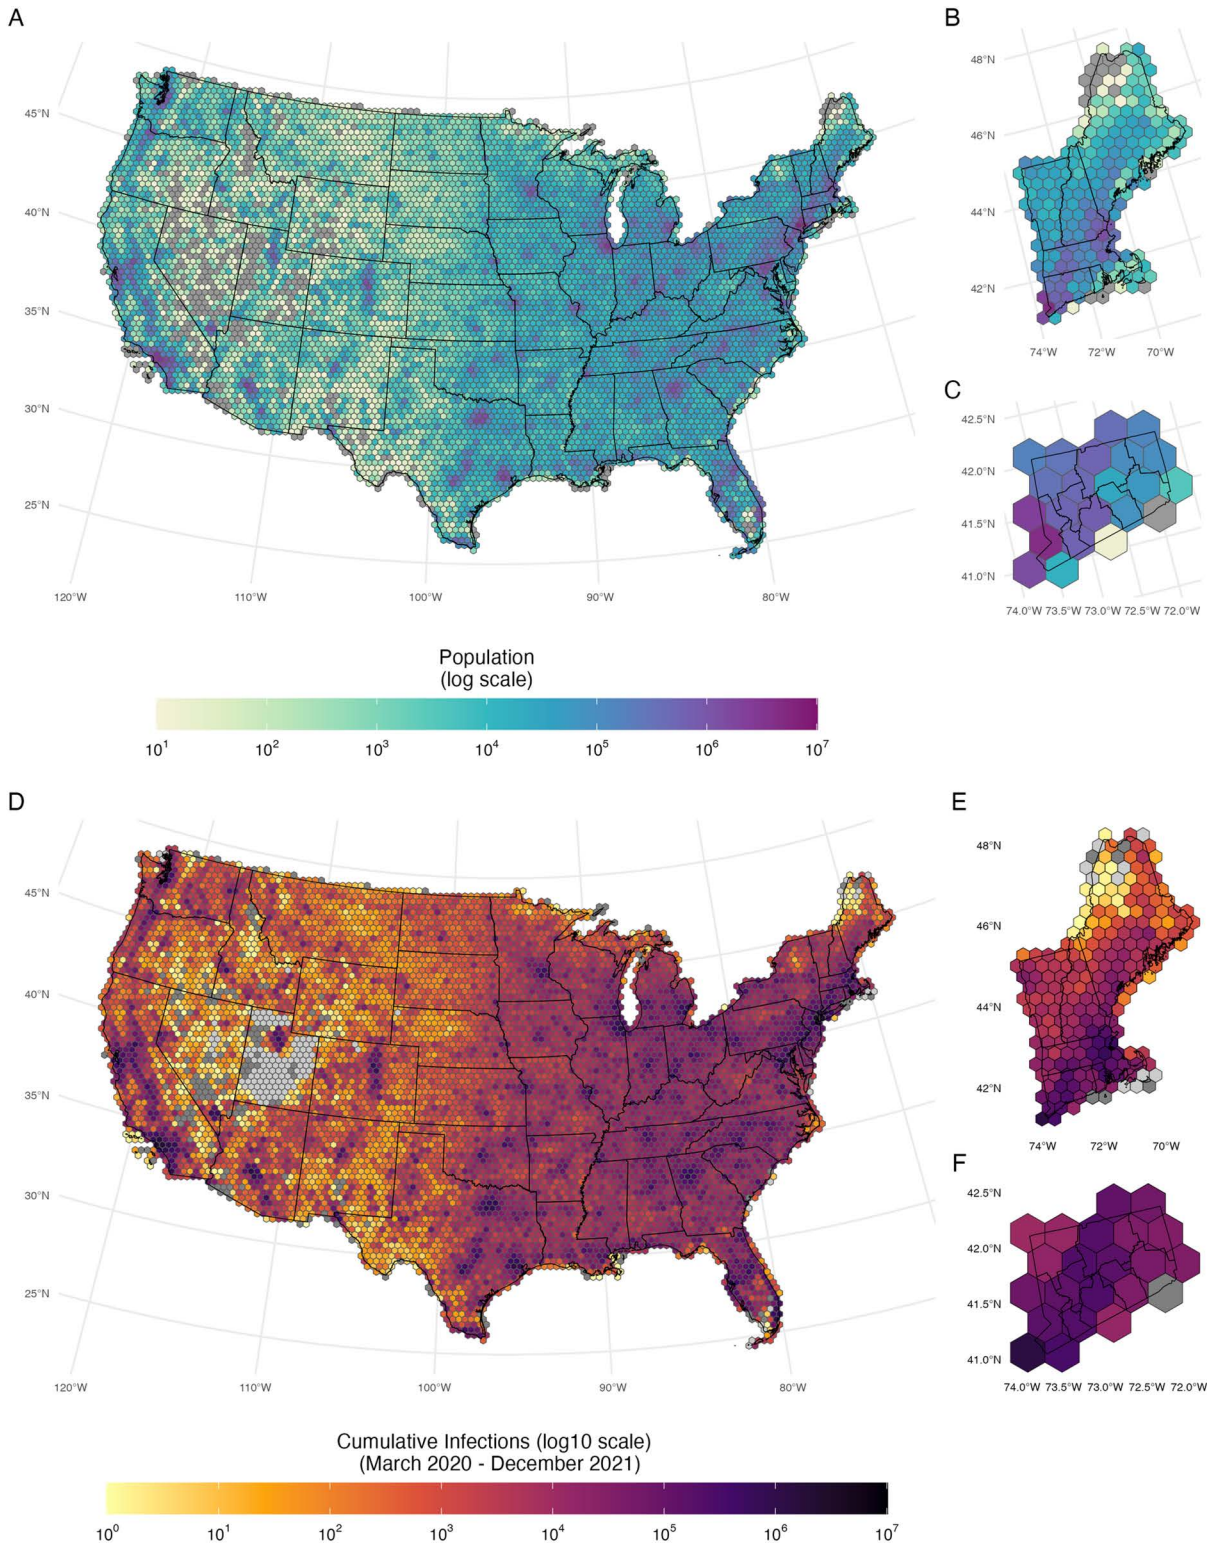 A
B
45°N
40°N
35°N
30°N
25°N
120°W 110°W 100°W 90°W 80°W
48°N
46°N
44°N
42°N
74°W 72°W 70°W
C
42.5°N
42.0°N
41.5°N
41.0°N
74.0°W 73.5°W 73.0°W 72.5°W 72.0°W
Population
(log scale)
10¹ 10² 10³ 10⁴ 10⁵ 10⁶ 10⁷
D
E
45°N
40°N
35°N
30°N
25°N
120°W 110°W 100°W 90°W 80°W
48°N
46°N
44°N
42°N
74°W 72°W 70°W
F
42.5°N
42.0°N
41.5°N
41.0°N
74.0°W 73.5°W 73.0°W 72.5°W 72.0°W
Cumulative Infections (log10 scale)
(March 2020 - December 2021)
10⁰ 10¹ 10² 10³ 10⁴ 10⁵ 10⁶ 10⁷